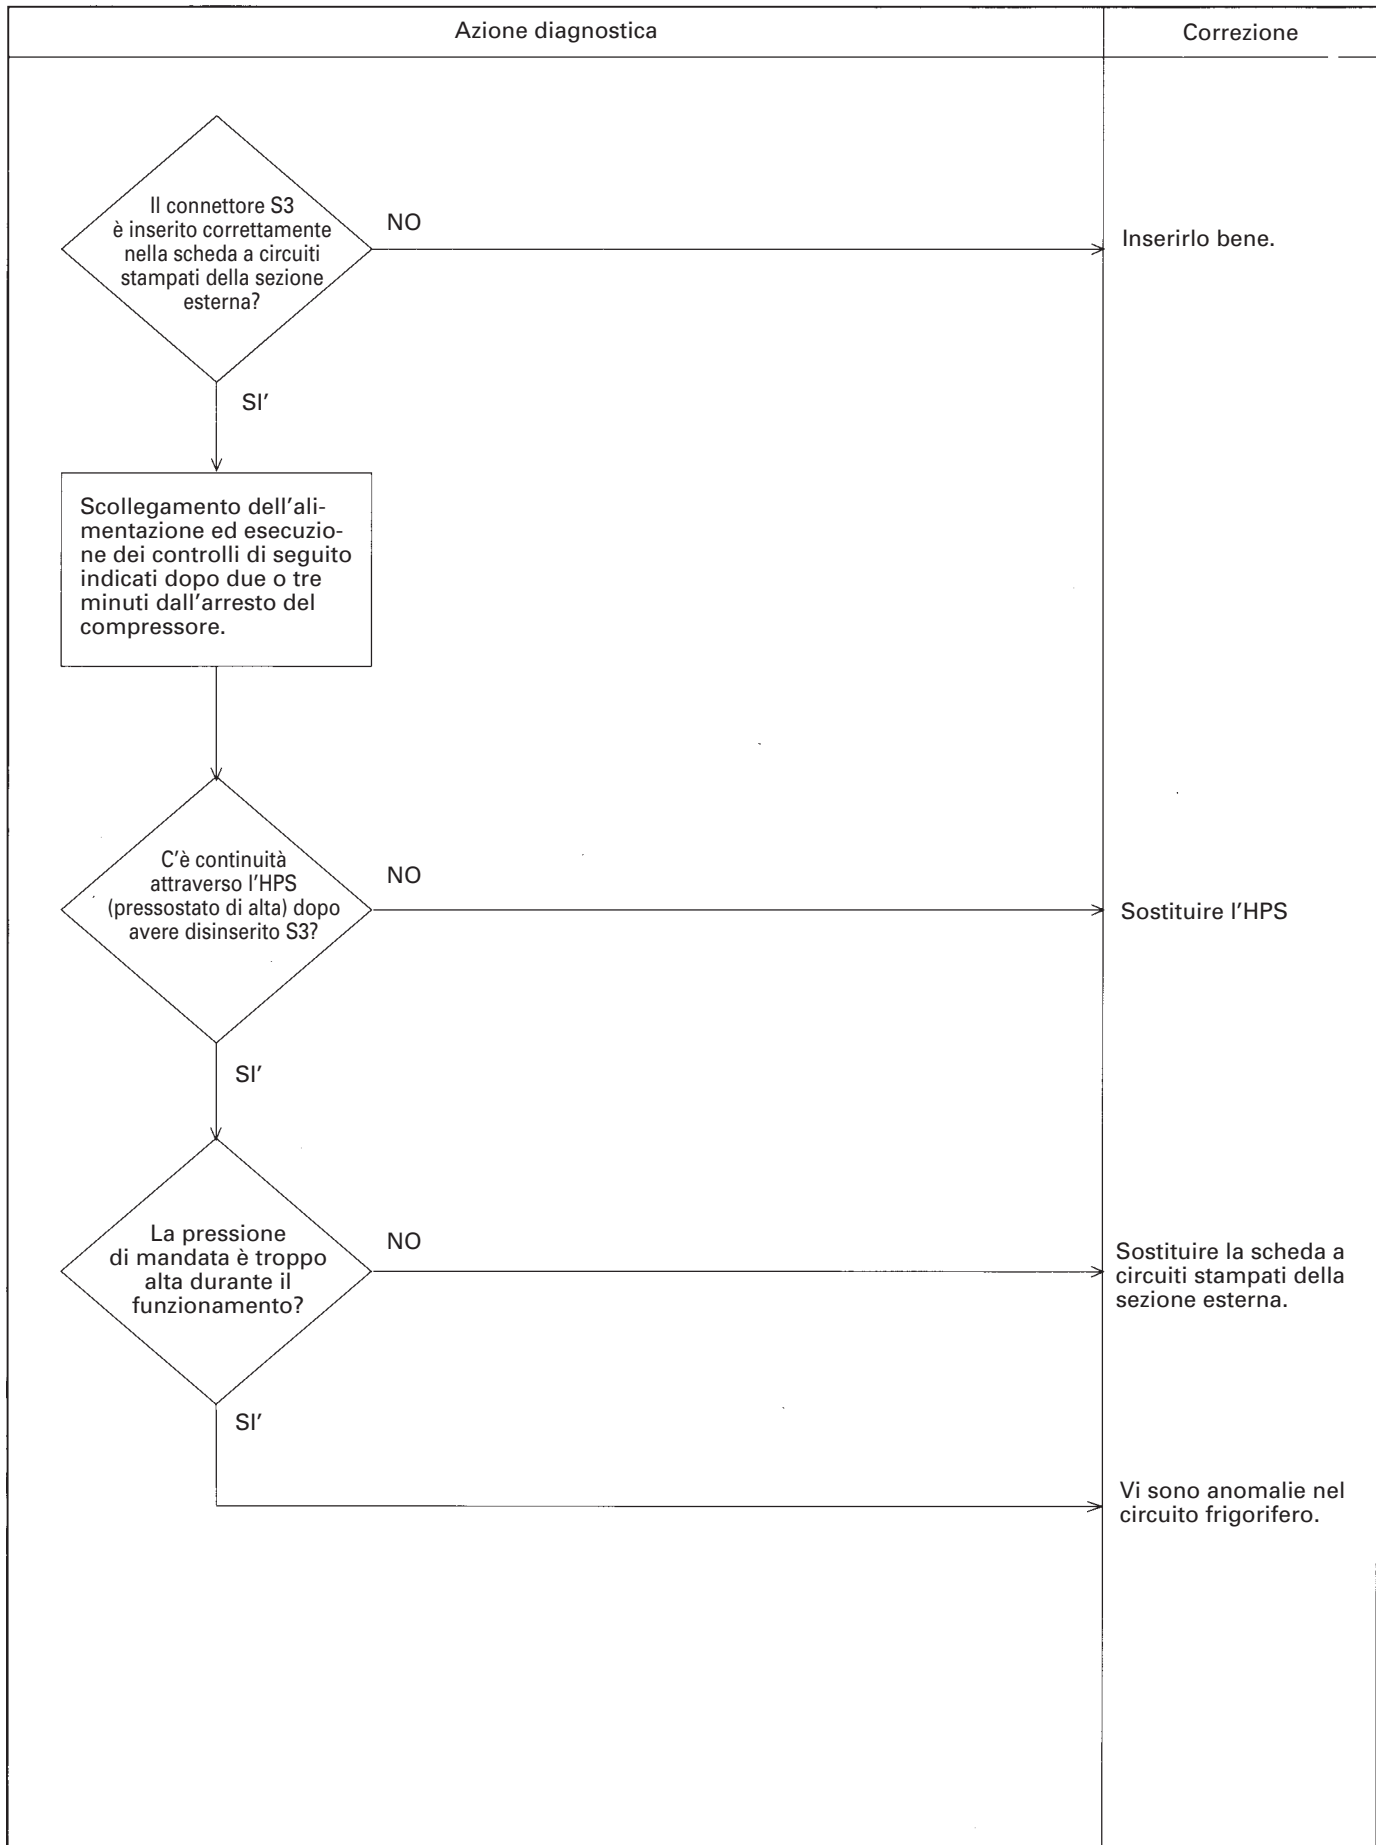 Azione diagnostica
Correzione
Il connettore S3
è inserito correttamente
nella scheda a circuiti
stampati della sezione
esterna?
NO
Inserirlo bene.
SI'
Scollegamento dell'ali-
mentazione ed esecuzio-
ne dei controlli di seguito
indicati dopo due o tre
minuti dall'arresto del
compressore.
C'è continuità
attraverso l'HPS
(pressostato di alta) dopo
avere disinserito S3?
NO
Sostituire l'HPS
SI'
La pressione
di mandata è troppo
alta durante il
funzionamento?
NO
Sostituire la scheda a
circuiti stampati della
sezione esterna.
SI'
Vi sono anomalie nel
circuito frigorifero.